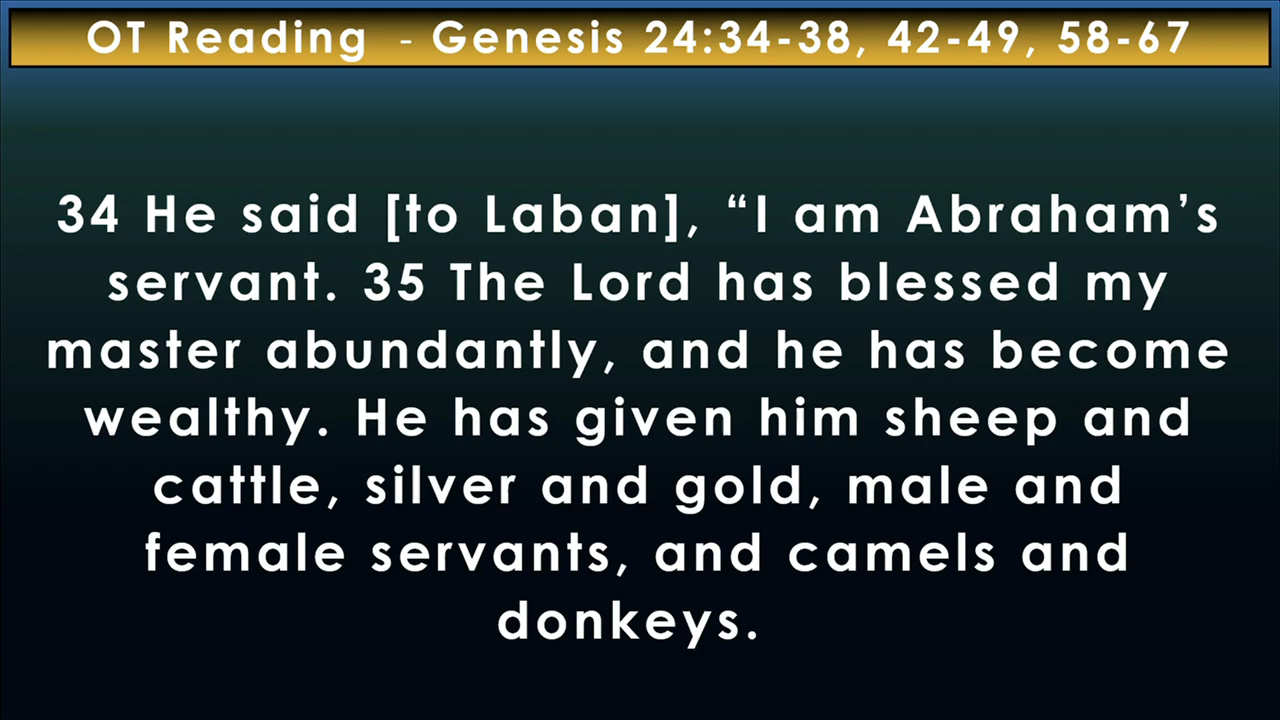 OT Reading - Genesis 24:34-38, 42-49, 58-67
34 He said [to Laban], “I am Abraham’s
servant. 35 The Lord has blessed my
master abundantly, and he has become
wealthy. He has given him sheep and
cattle, silver and gold, male and
female servants, and camels and
donkeys.